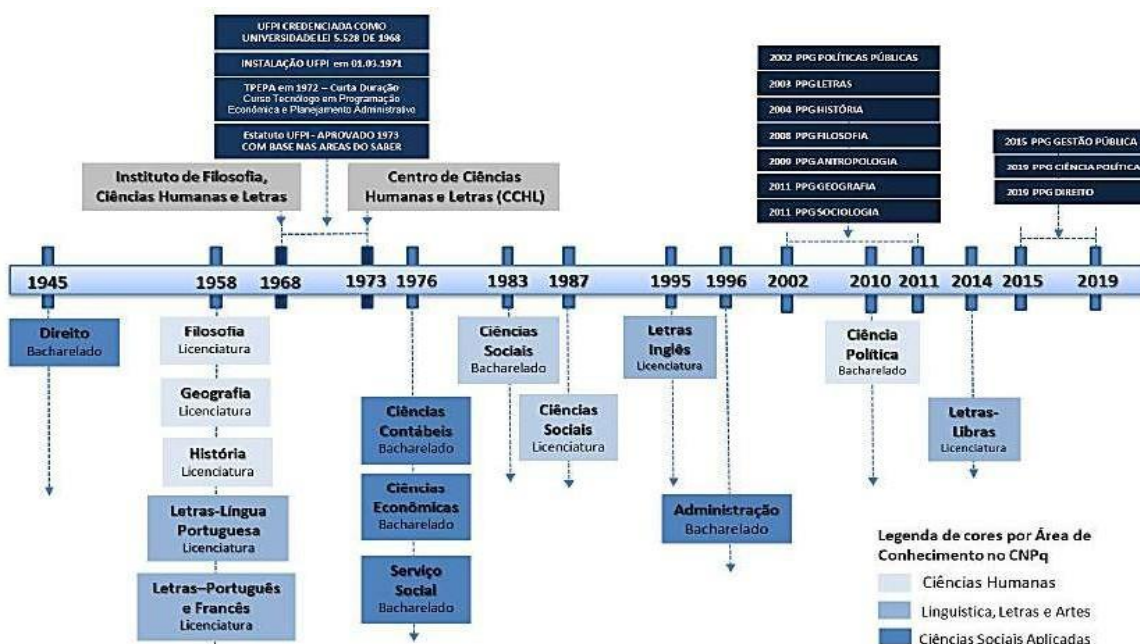 UFPI CREDENCIADA COMO
UNIVERSIDADE LEI 5.528 DE 1968
INSTALAÇÃO UFPI em 01.03.1971
TPEPA em 1972 – Curta Duração
Curso Tecnólogo em Programação
Econômica e Planejamento Administrativo
Estatuto UFPI - APROVADO 1973
COM BASE NAS AREAS DO SABER
Instituto de Filosofia,
Ciências Humanas e Letras
Centro de Ciências
Humanas e Letras (CCHL)
2002 PPG POLÍTICAS PÚBLICAS
2003 PPG LETRAS
2004 PPG HISTÓRIA
2008 PPG FILOSOFIA
2009 PPG ANTROPOLOGIA
2011 PPG GEOGRAFIA
2011 PPG SOCIOLOGIA
2015 PPG GESTÃO PÚBLICA
2019 PPG CIÊNCIA POLÍTICA
2019 PPG DIREITO
1945 1958 1968 1973 1976 1983 1987 1995 1996 2002 2010 2011 2014 2015 2019
Direito
Bacharelado
Filosofia
Licenciatura
Geografia
Licenciatura
História
Licenciatura
Letras-Língua
Portuguesa
Licenciatura
Letras–Português
e Francês
Licenciatura
Ciências
Contábeis
Bacharelado
Ciências
Econômicas
Bacharelado
Serviço
Social
Bacharelado
Ciências
Sociais
Bacharelado
Ciências
Sociais
Licenciatura
Letras
Inglês
Licenciatura
Administração
Bacharelado
Ciência
Política
Bacharelado
Letras-
Libras
Licenciatura
Legenda de cores por Área de
Conhecimento no CNPq
Ciências Humanas
Linguistica, Letras e Artes
Ciências Sociais Aplicadas